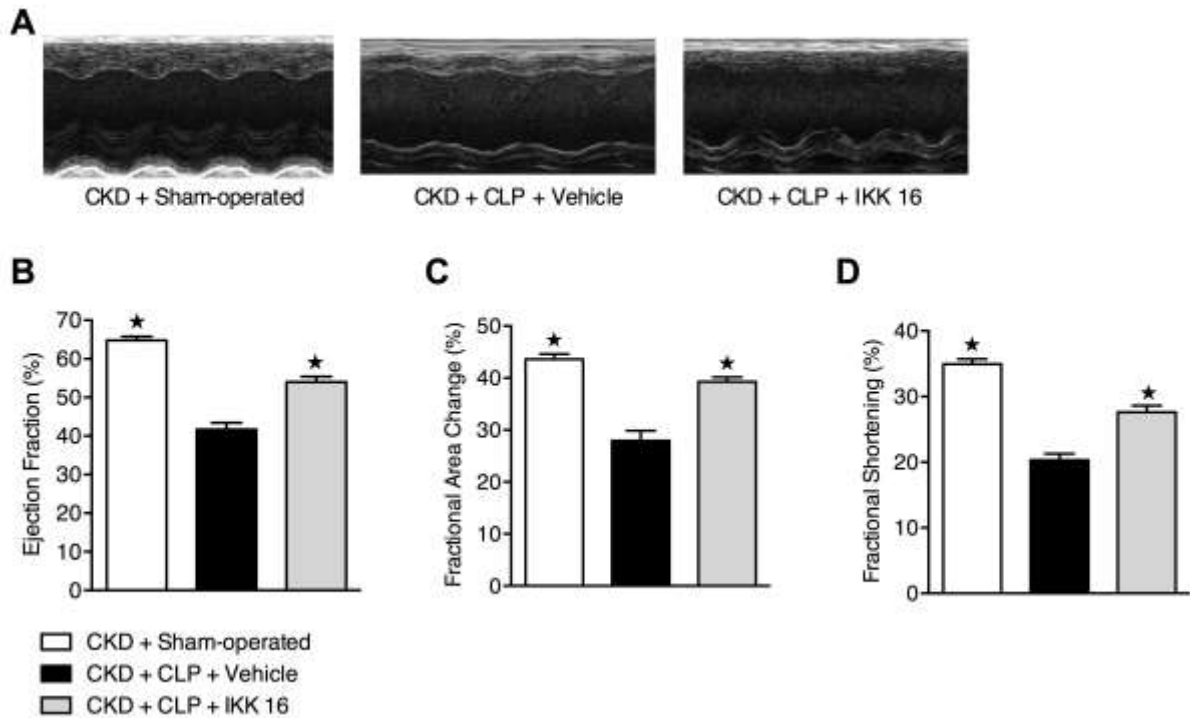 A
CKD + Sham-operated
CKD + CLP + Vehicle
CKD + CLP + IKK 16
B
Ejection Fraction (%)
70
60
50
40
30
20
10
0
★
★
C
Fractional Area Change (%)
50
40
30
20
10
0
★
★
D
Fractional Shortening (%)
40
30
20
10
0
★
★
CKD + Sham-operated
CKD + CLP + Vehicle
CKD + CLP + IKK 16